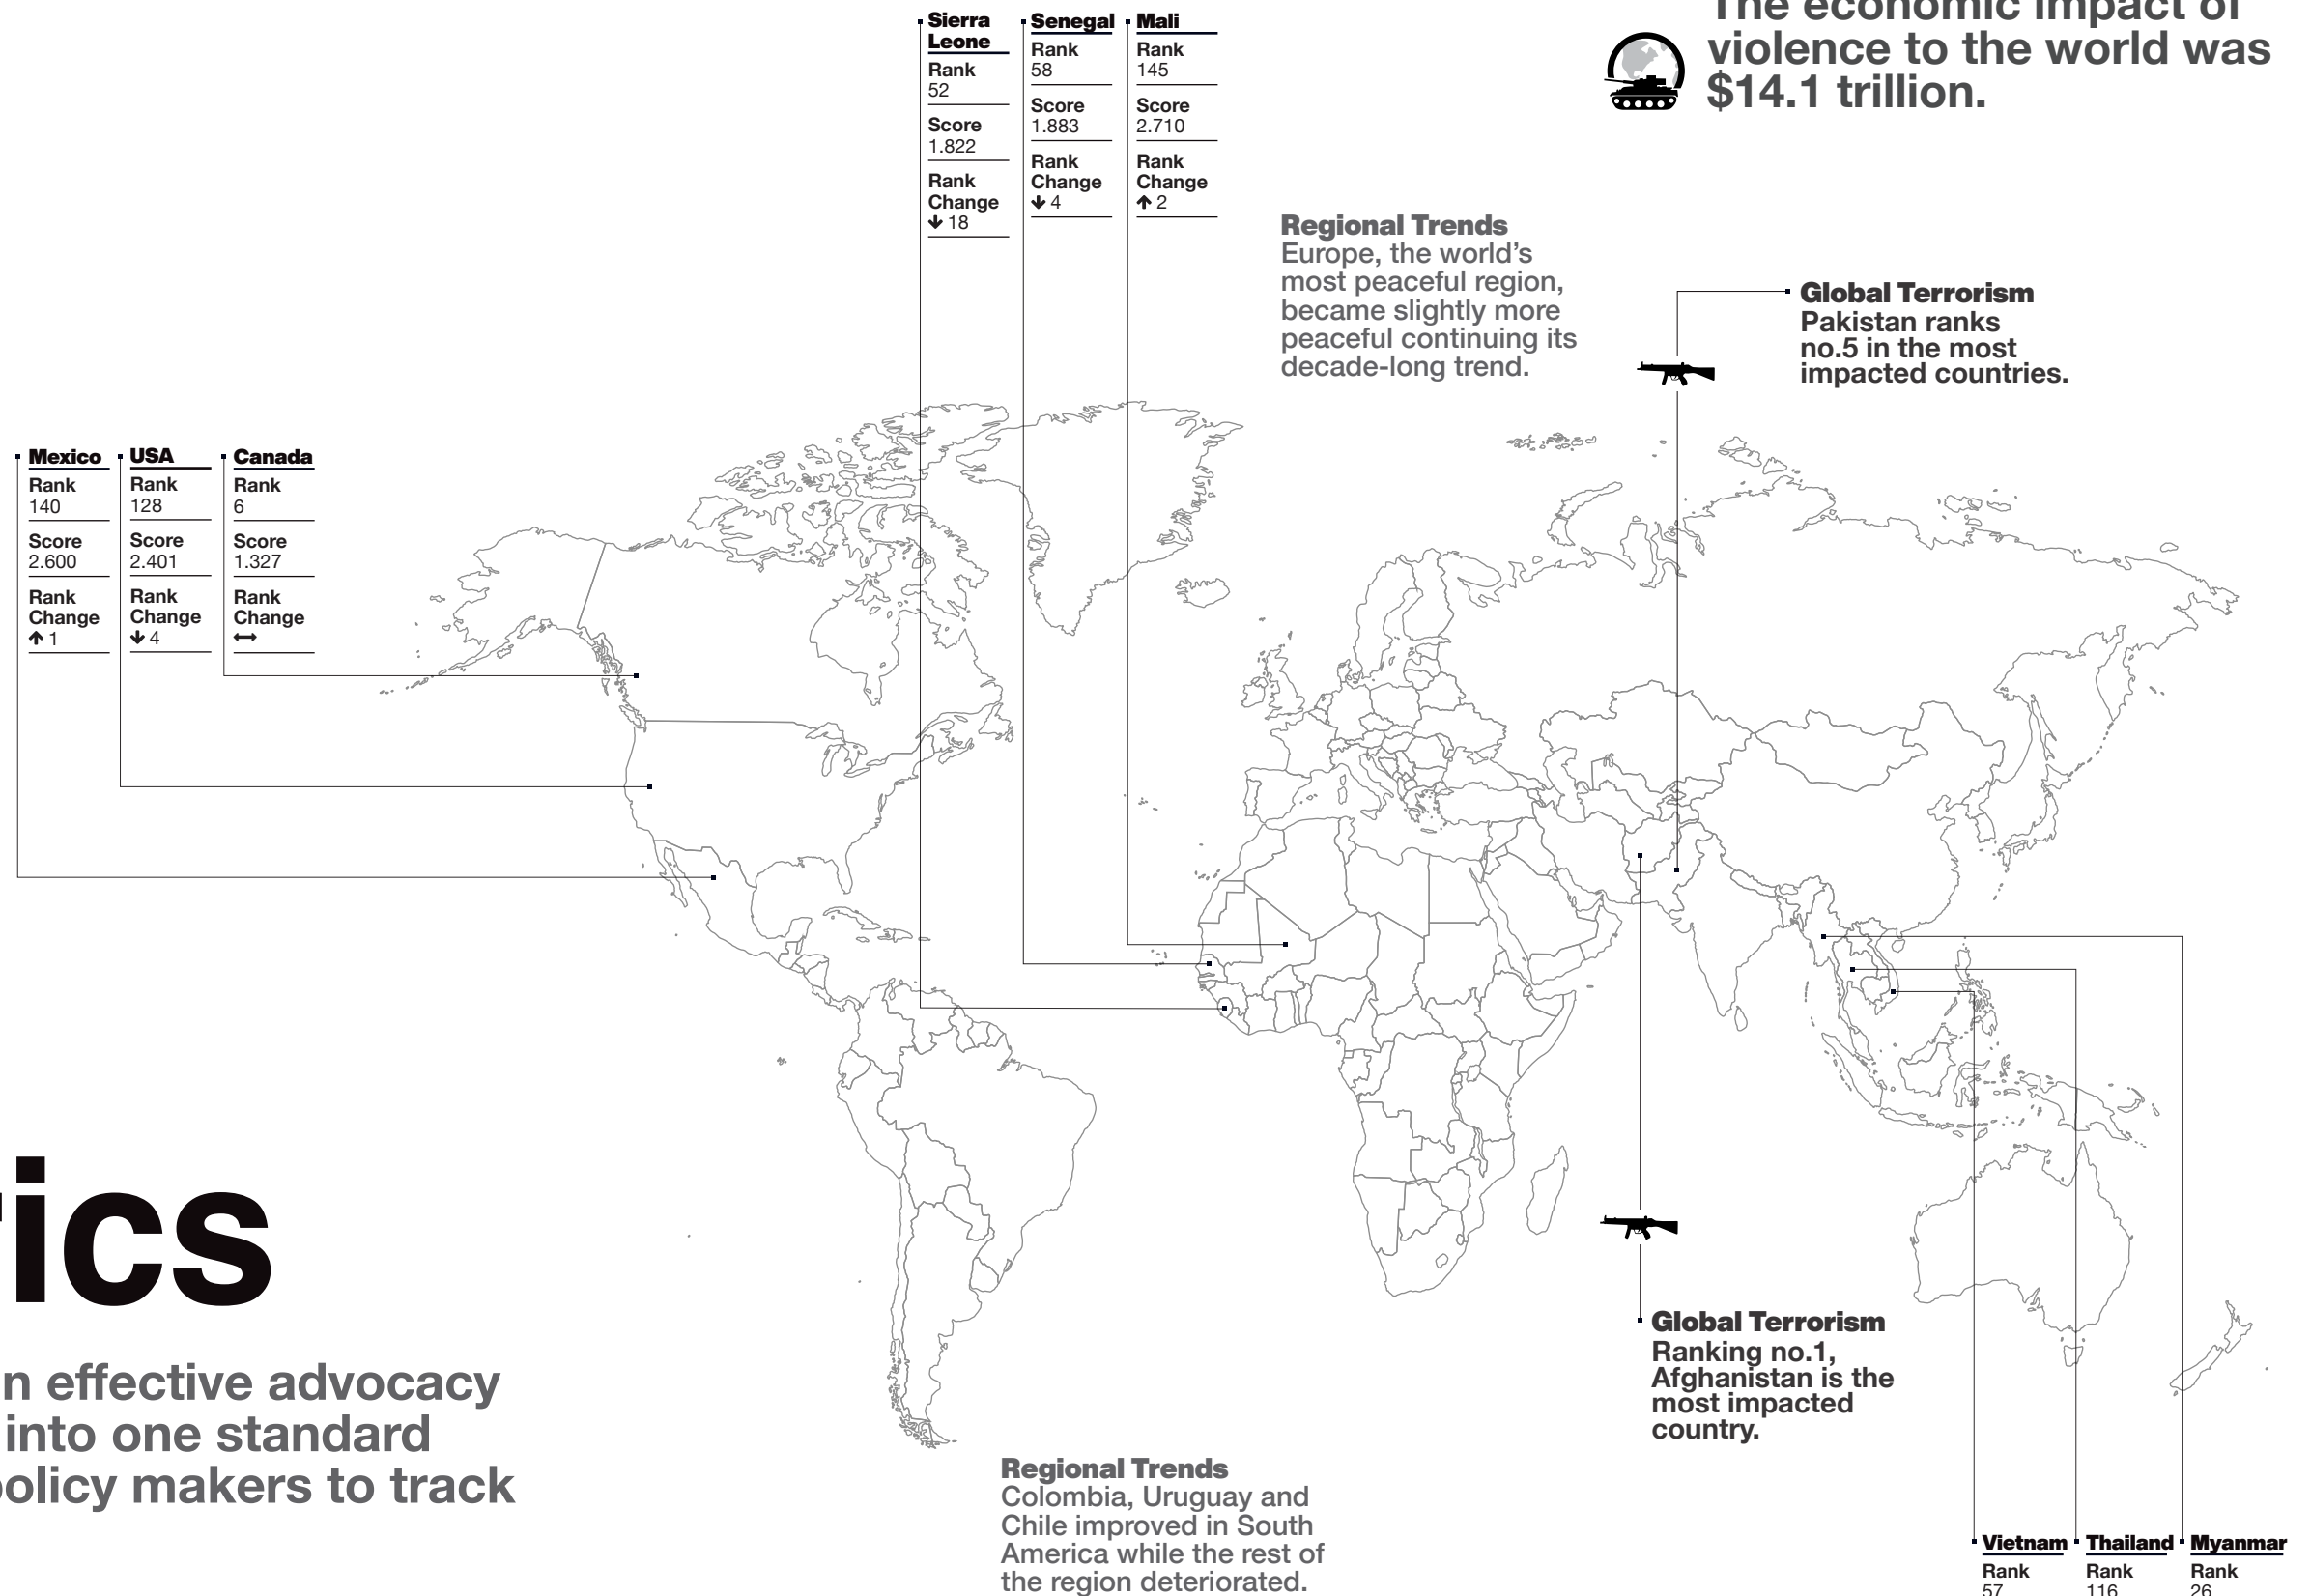 Sierra
Leone
Rank
52
Score
1.822
Rank
Change
↓ 18
Senegal
Rank
58
Score
1.883
Rank
Change
↓ 4
Mali
Rank
145
Score
2.710
Rank
Change
↑ 2
The economic impact of
violence to the world was
$14.1 trillion.
Regional Trends
Europe, the world’s
most peaceful region,
became slightly more
peaceful continuing its
decade-long trend.
Global Terrorism
Pakistan ranks
no.5 in the most
impacted countries.
Mexico
Rank
140
Score
2.600
Rank
Change
↑ 1
USA
Rank
128
Score
2.401
Rank
Change
↓ 4
Canada
Rank
6
Score
1.327
Rank
Change
↔
ics
n effective advocacy
into one standard
policy makers to track
Global Terrorism
Ranking no.1,
Afghanistan is the
most impacted
country.
Regional Trends
Colombia, Uruguay and
Chile improved in South
America while the rest of
the region deteriorated.
Vietnam
Rank
57
Thailand
Rank
116
Myanmar
Rank
26